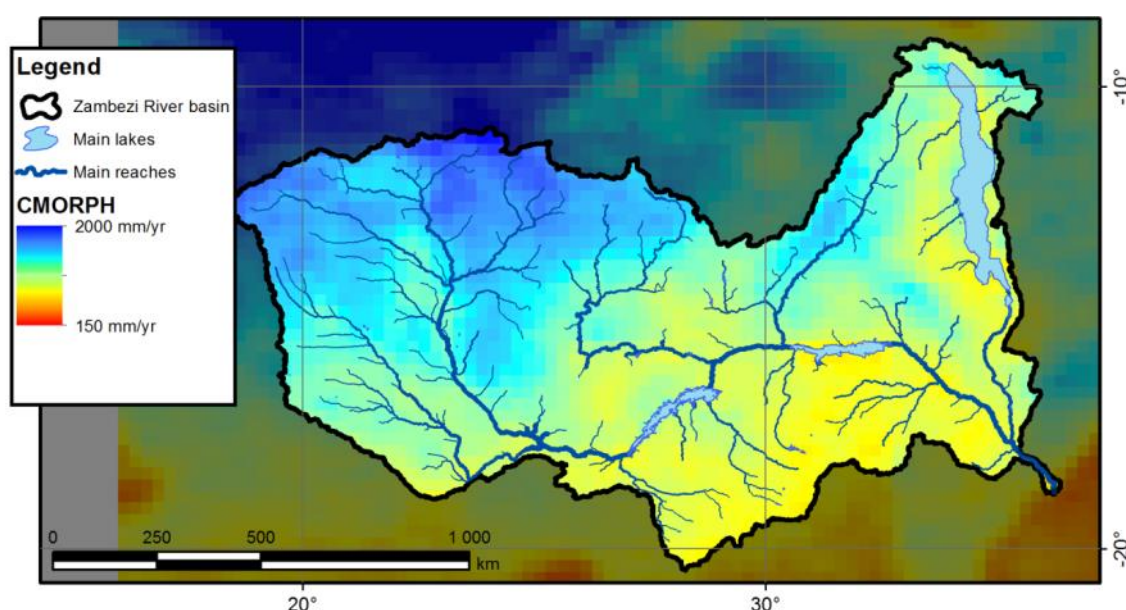 Legend
Zambezi River basin
Main lakes
Main reaches
CMORPH
2000 mm/yr
150 mm/yr
-10°
-20°
0 250 500 1 000
km
20° 30°